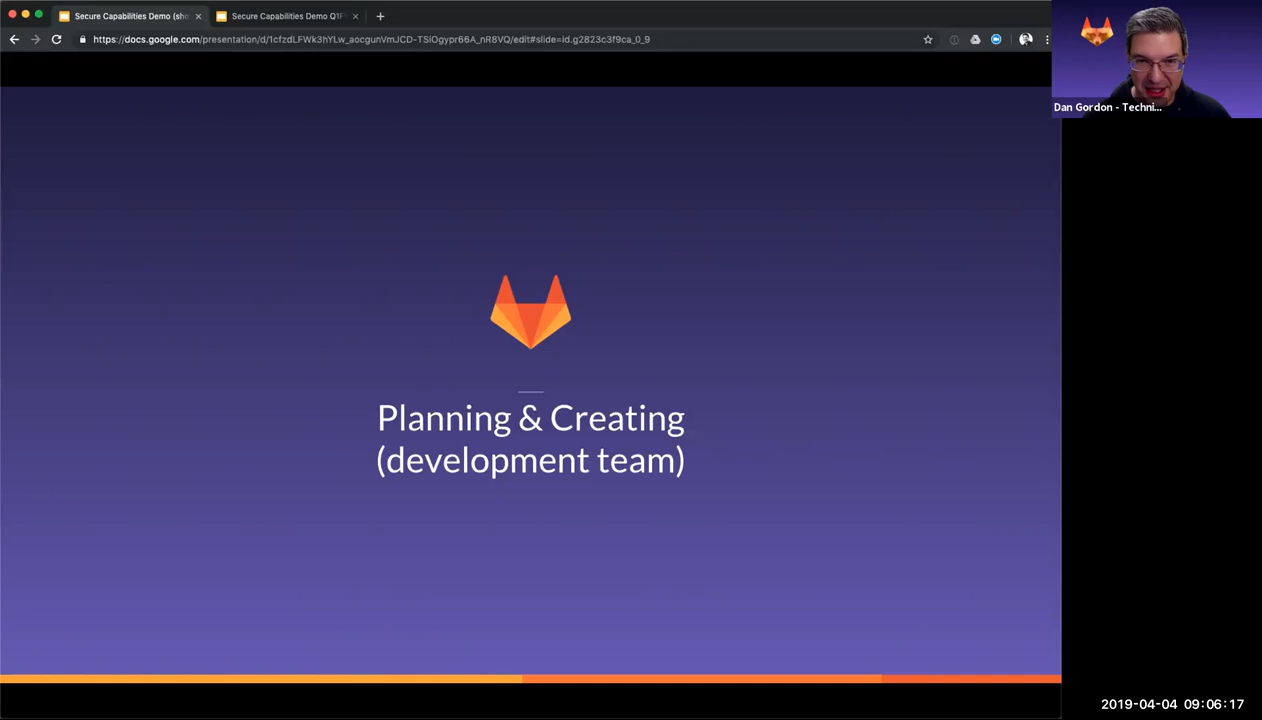 Secure Capabilities Demo (sho
Secure Capabilities Demo Q1F
https://docs.google.com/presentation/d/1cfzdLFWk3hYLw_aocgunVmJCD-TSiOgypr66A_nR8VQ/edit#slide=id.g2823c3f9ca_0_9
Dan Gordon - Techni...
Planning & Creating
(development team)
2019-04-04 09:06:17